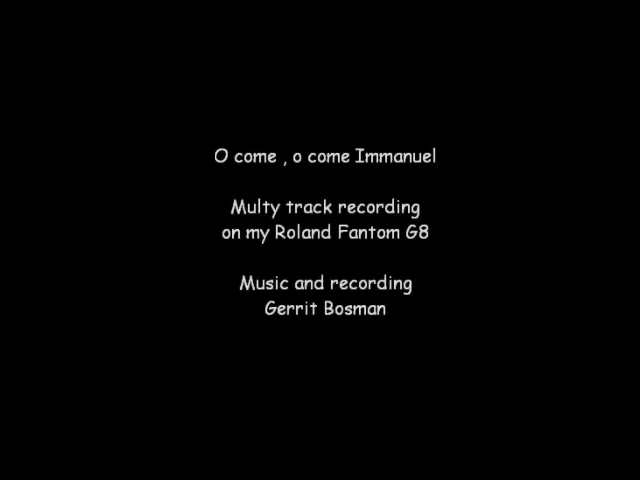 O come , o come Immanuel
Multy track recording
on my Roland Fantom G8
Music and recording
Gerrit Bosman